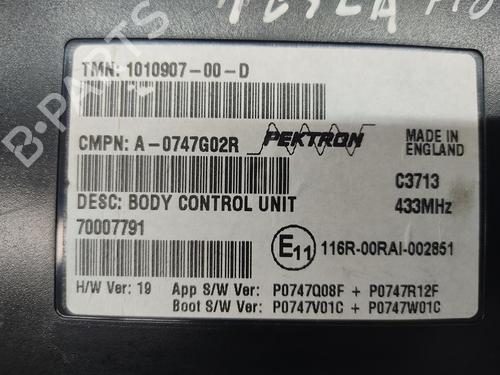 TESLA
TMN: 1010907-00-D
CMPN: A-0747G02R
PEKTRON
MADE IN
ENGLAND
C3713
DESC: BODY CONTROL UNIT
433MHz
70007791
E11
116R-00RAI-002851
H/W Ver: 19 App S/W Ver: P0747Q08F + P0747R12F
Boot S/W Ver: P0747V01C + P0747W01C
B-PARTS